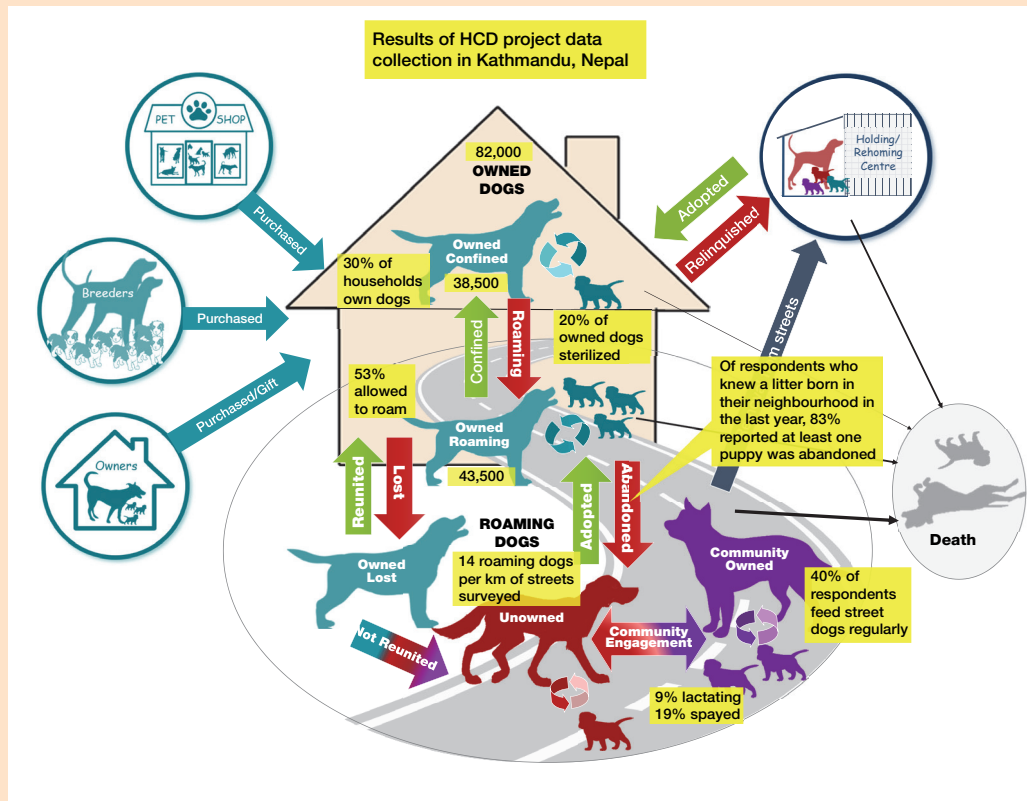 Results of HCD project data
collection in Kathmandu, Nepal
PET SHOP
Purchased
Breeders
Purchased
Purchased/Gift
Owners
82,000
OWNED
DOGS
Owned
Confined
38,500
30% of
households
own dogs
Confined
Roaming
20% of
owned dogs
sterilized
Adopted
Relinquished
Holding/
Rehoming
Centre
streets
53%
allowed
to roam
Owned
Roaming
43,500
Reunited
Lost
Adopted
Abandoned
Of respondents who
knew a litter born in
their neighbourhood in
the last year, 83%
reported at least one
puppy was abandoned
Death
ROAMING
DOGS
14 roaming dogs
per km of streets
surveyed
Owned
Lost
Not Reunited
Unowned
Community
Engagement
Community
Owned
40% of
respondents
feed street
dogs regularly
9% lactating
19% spayed